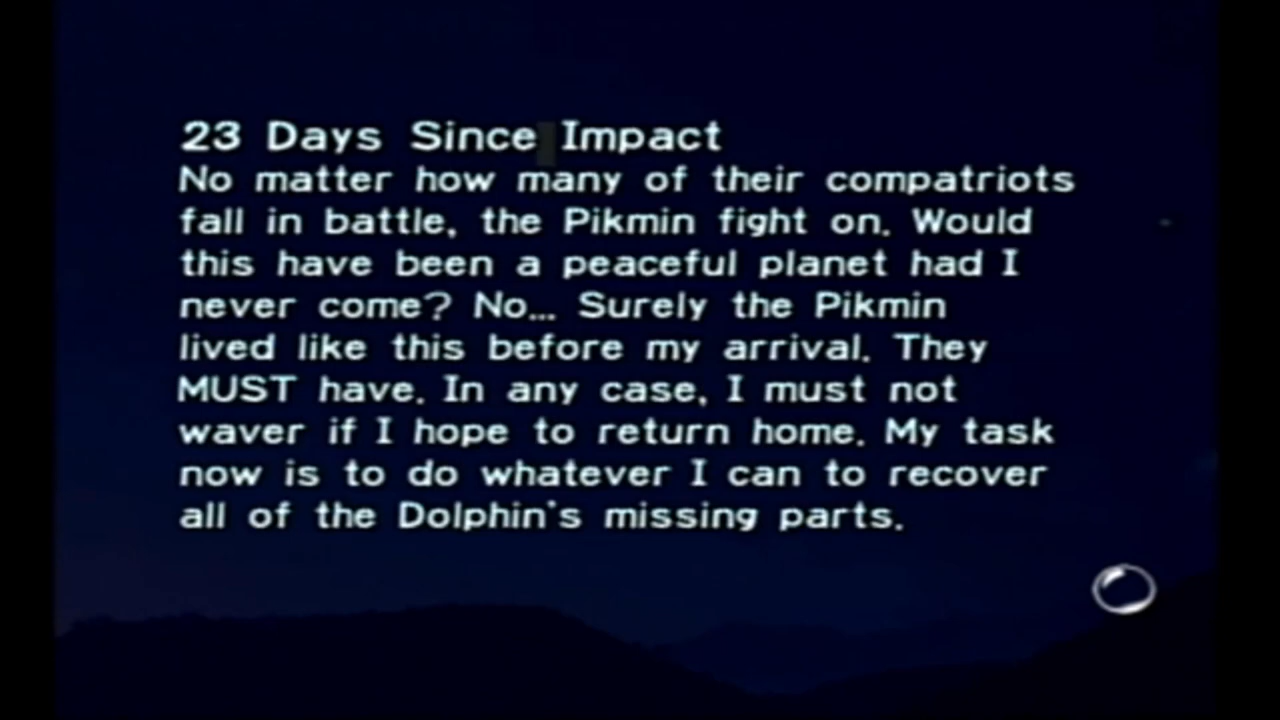 23 Days Since Impact
No matter how many of their compatriots
fall in battle, the Pikmin fight on. Would
this have been a peaceful planet had I
never come? No... Surely the Pikmin
lived like this before my arrival. They
MUST have. In any case, I must not
waver if I hope to return home. My task
now is to do whatever I can to recover
all of the Dolphin's missing parts.